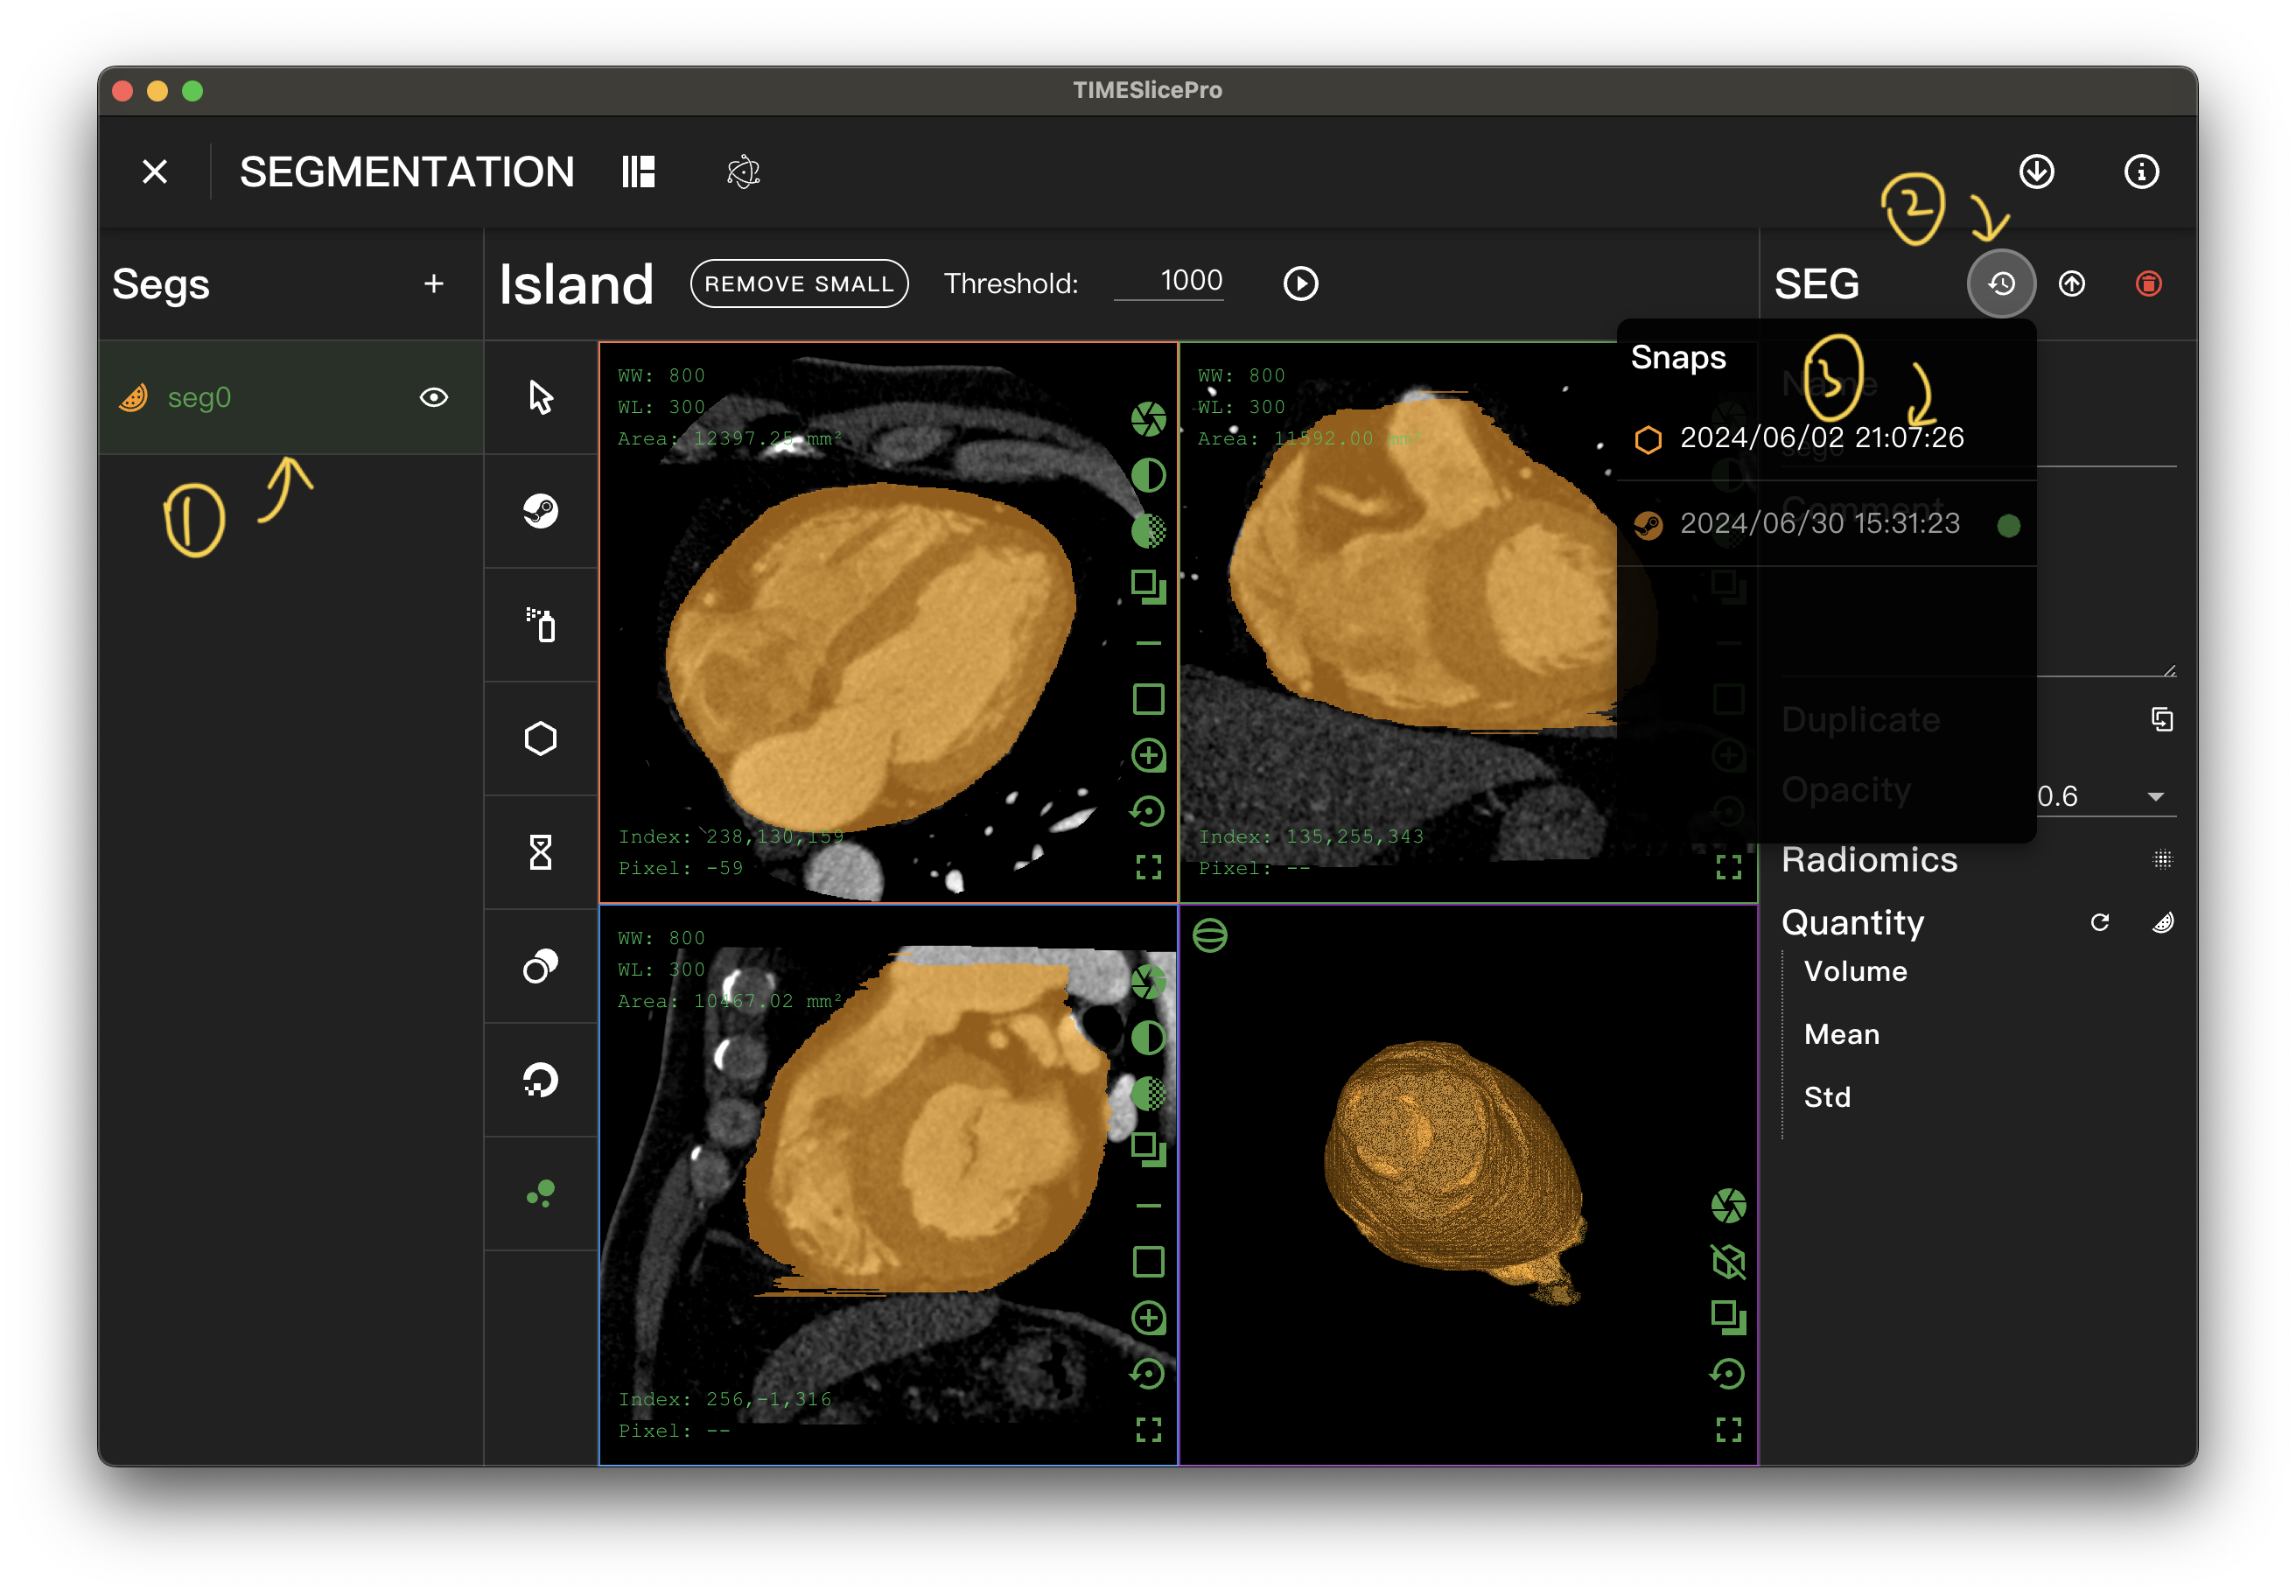 TIMESlicePro
SEGMENTATION
2
Segs
+
Island
REMOVE SMALL
Threshold:
1000
SEG
seg0
1
WW: 800
WL: 300
Area: 12397.25 mm²
Index: 238,130,159
Pixel: -59
WW: 800
WL: 300
Area: 11592.00 mm²
Index: 135,255,343
Pixel: --
Snaps
3
Name
2024/06/02 21:07:26
seg0
Comment
2024/06/30 15:31:23
Duplicate
Opacity
0.6
Radiomics
Quantity
Volume
Mean
Std
WW: 800
WL: 300
Area: 10467.02 mm²
Index: 256,-1,316
Pixel: --